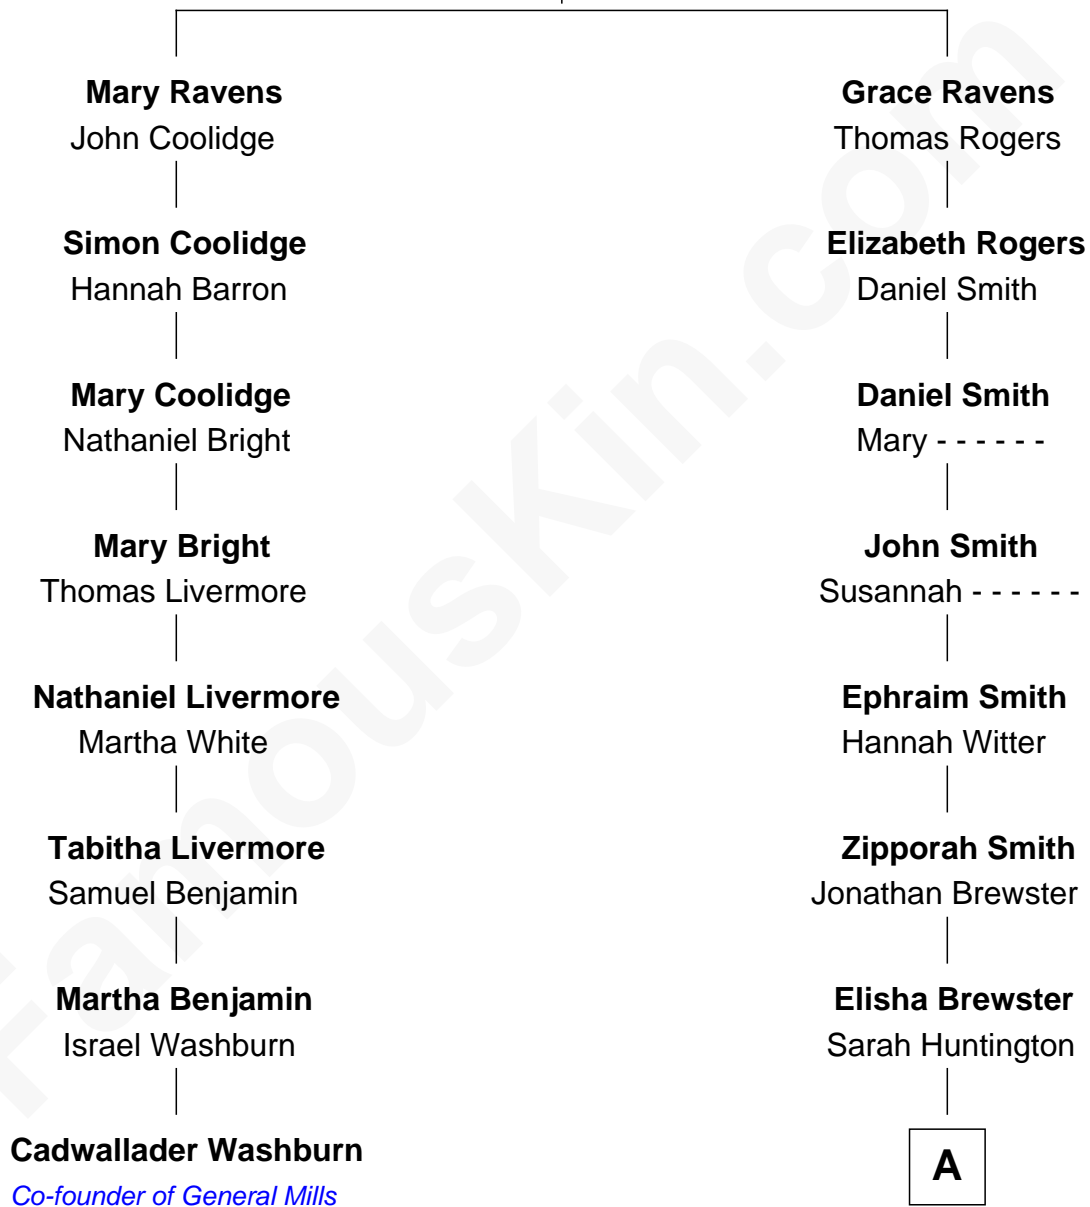 Mary Ravens
John Coolidge
Grace Ravens
Thomas Rogers
Simon Coolidge
Hannah Barron
Elizabeth Rogers
Daniel Smith
Mary Coolidge
Nathaniel Bright
Daniel Smith
Mary - - - - - -
Mary Bright
Thomas Livermore
John Smith
Susannah - - - - - -
Nathaniel Livermore
Martha White
Ephraim Smith
Hannah Witter
Tabitha Livermore
Samuel Benjamin
Zipporah Smith
Jonathan Brewster
Martha Benjamin
Israel Washburn
Elisha Brewster
Sarah Huntington
Cadwallader Washburn
Co-founder of General Mills
A
FamousKin.com